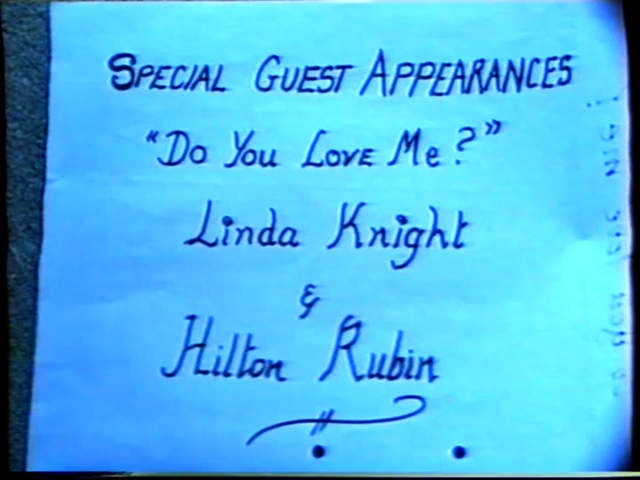 SPECIAL GUEST APPEARANCES
"Do You Love Me?"
Linda Knight
&
Hilton Rubin